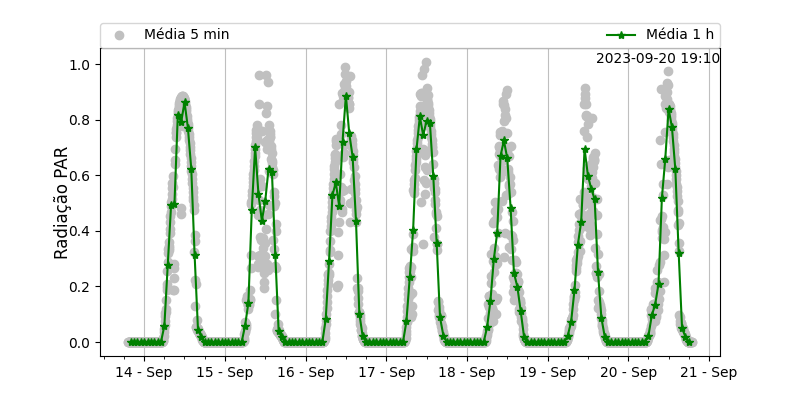 Média 5 min
Média 1 h
2023-09-20 19:10
Radiação PAR
1.0
0.8
0.6
0.4
0.2
0.0
14 - Sep
15 - Sep
16 - Sep
17 - Sep
18 - Sep
19 - Sep
20 - Sep
21 - Sep